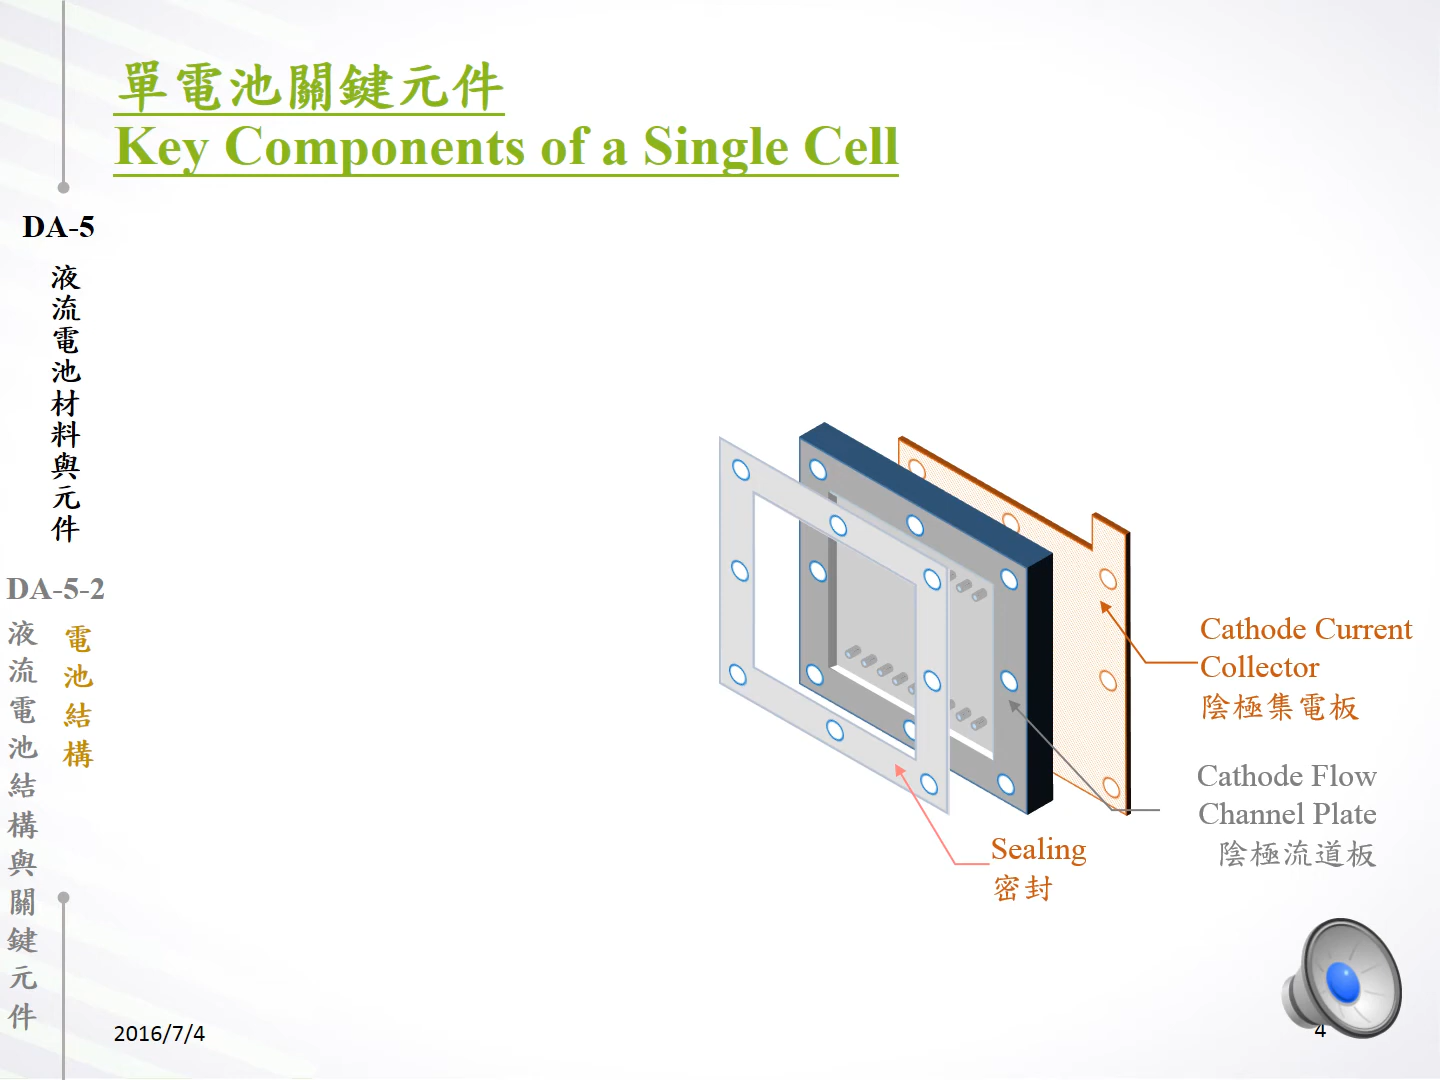 單電池關鍵元件
Key Components of a Single Cell
DA-5
液流電池材料與元件
DA-5-2
液流電池結構與關鍵元件
電池結構
Cathode Current
Collector
陰極集電板
Cathode Flow
Channel Plate
陰極流道板
Sealing
密封
2016/7/4
4